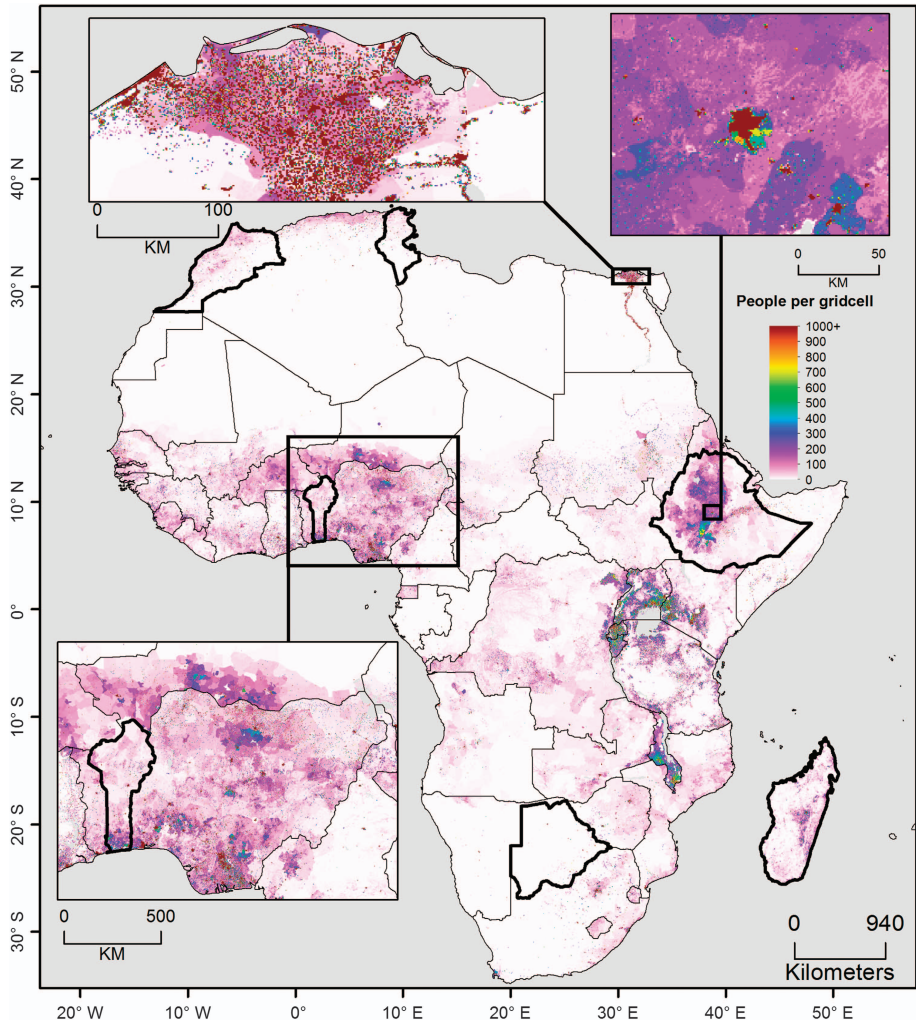 50° N
40° N
30° N
20° N
10° N
0°
10° S
20° S
30° S
0 100
KM
0 50
KM
People per gridcell
1000+
900
800
700
600
500
400
300
200
100
0
0 500
KM
0 940
Kilometers
20° W 10° W 0° 10° E 20° E 30° E 40° E 50° E